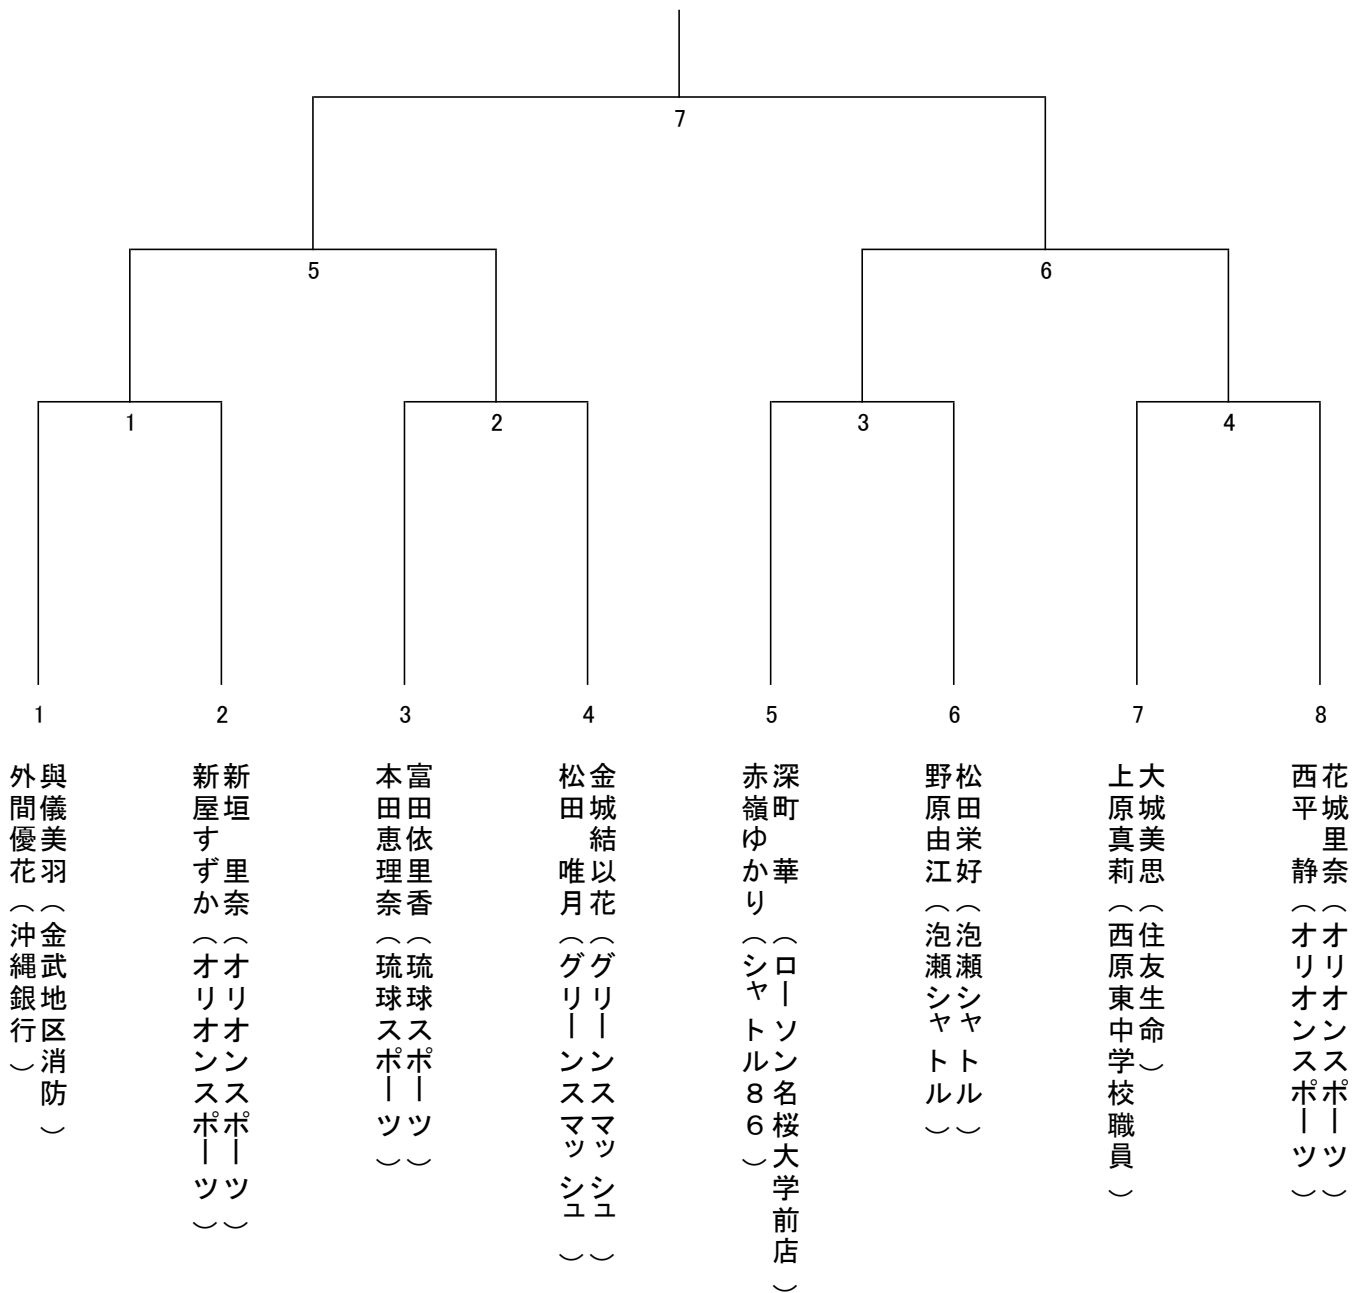 7
5
6
1
2
3
4
1
2
3
4
5
6
7
8
與儀美羽（金武地区消防）
外間優花（沖縄銀行）
新垣　里奈（オリオンスポーツ）
新屋すずか（オリオンスポーツ）
富田依里香（琉球スポーツ）
本田恵理奈（琉球スポーツ）
金城結以花（グリーンスマッシュ）
松田　唯月（グリーンスマッシュ）
深町　華（ローソン名桜大学前店）
赤嶺ゆかり（シャトル８６）
松田栄好（泡瀬シャトル）
野原由江（泡瀬シャトル）
大城美思（住友生命）
上原真莉（西原東中学校職員）
花城里奈（オリオンスポーツ）
西平　静（オリオンスポーツ）